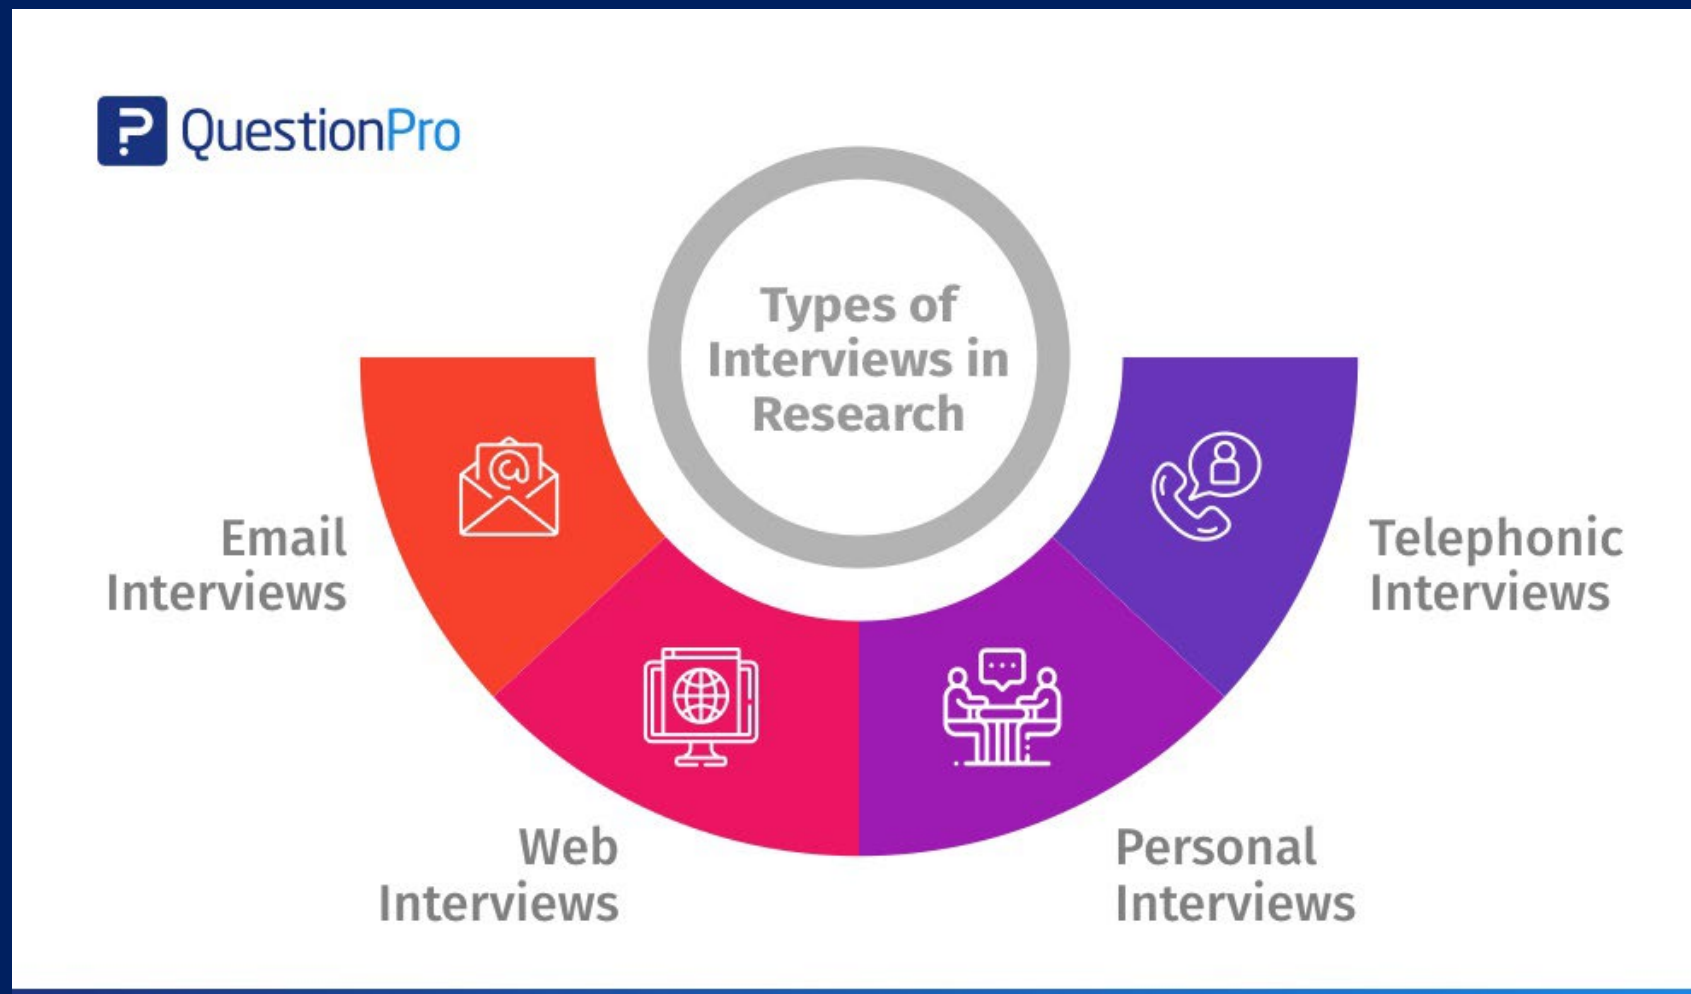 QuestionPro
Types of
Interviews in
Research
Email
Interviews
Web
Interviews
Personal
Interviews
Telephonic
Interviews